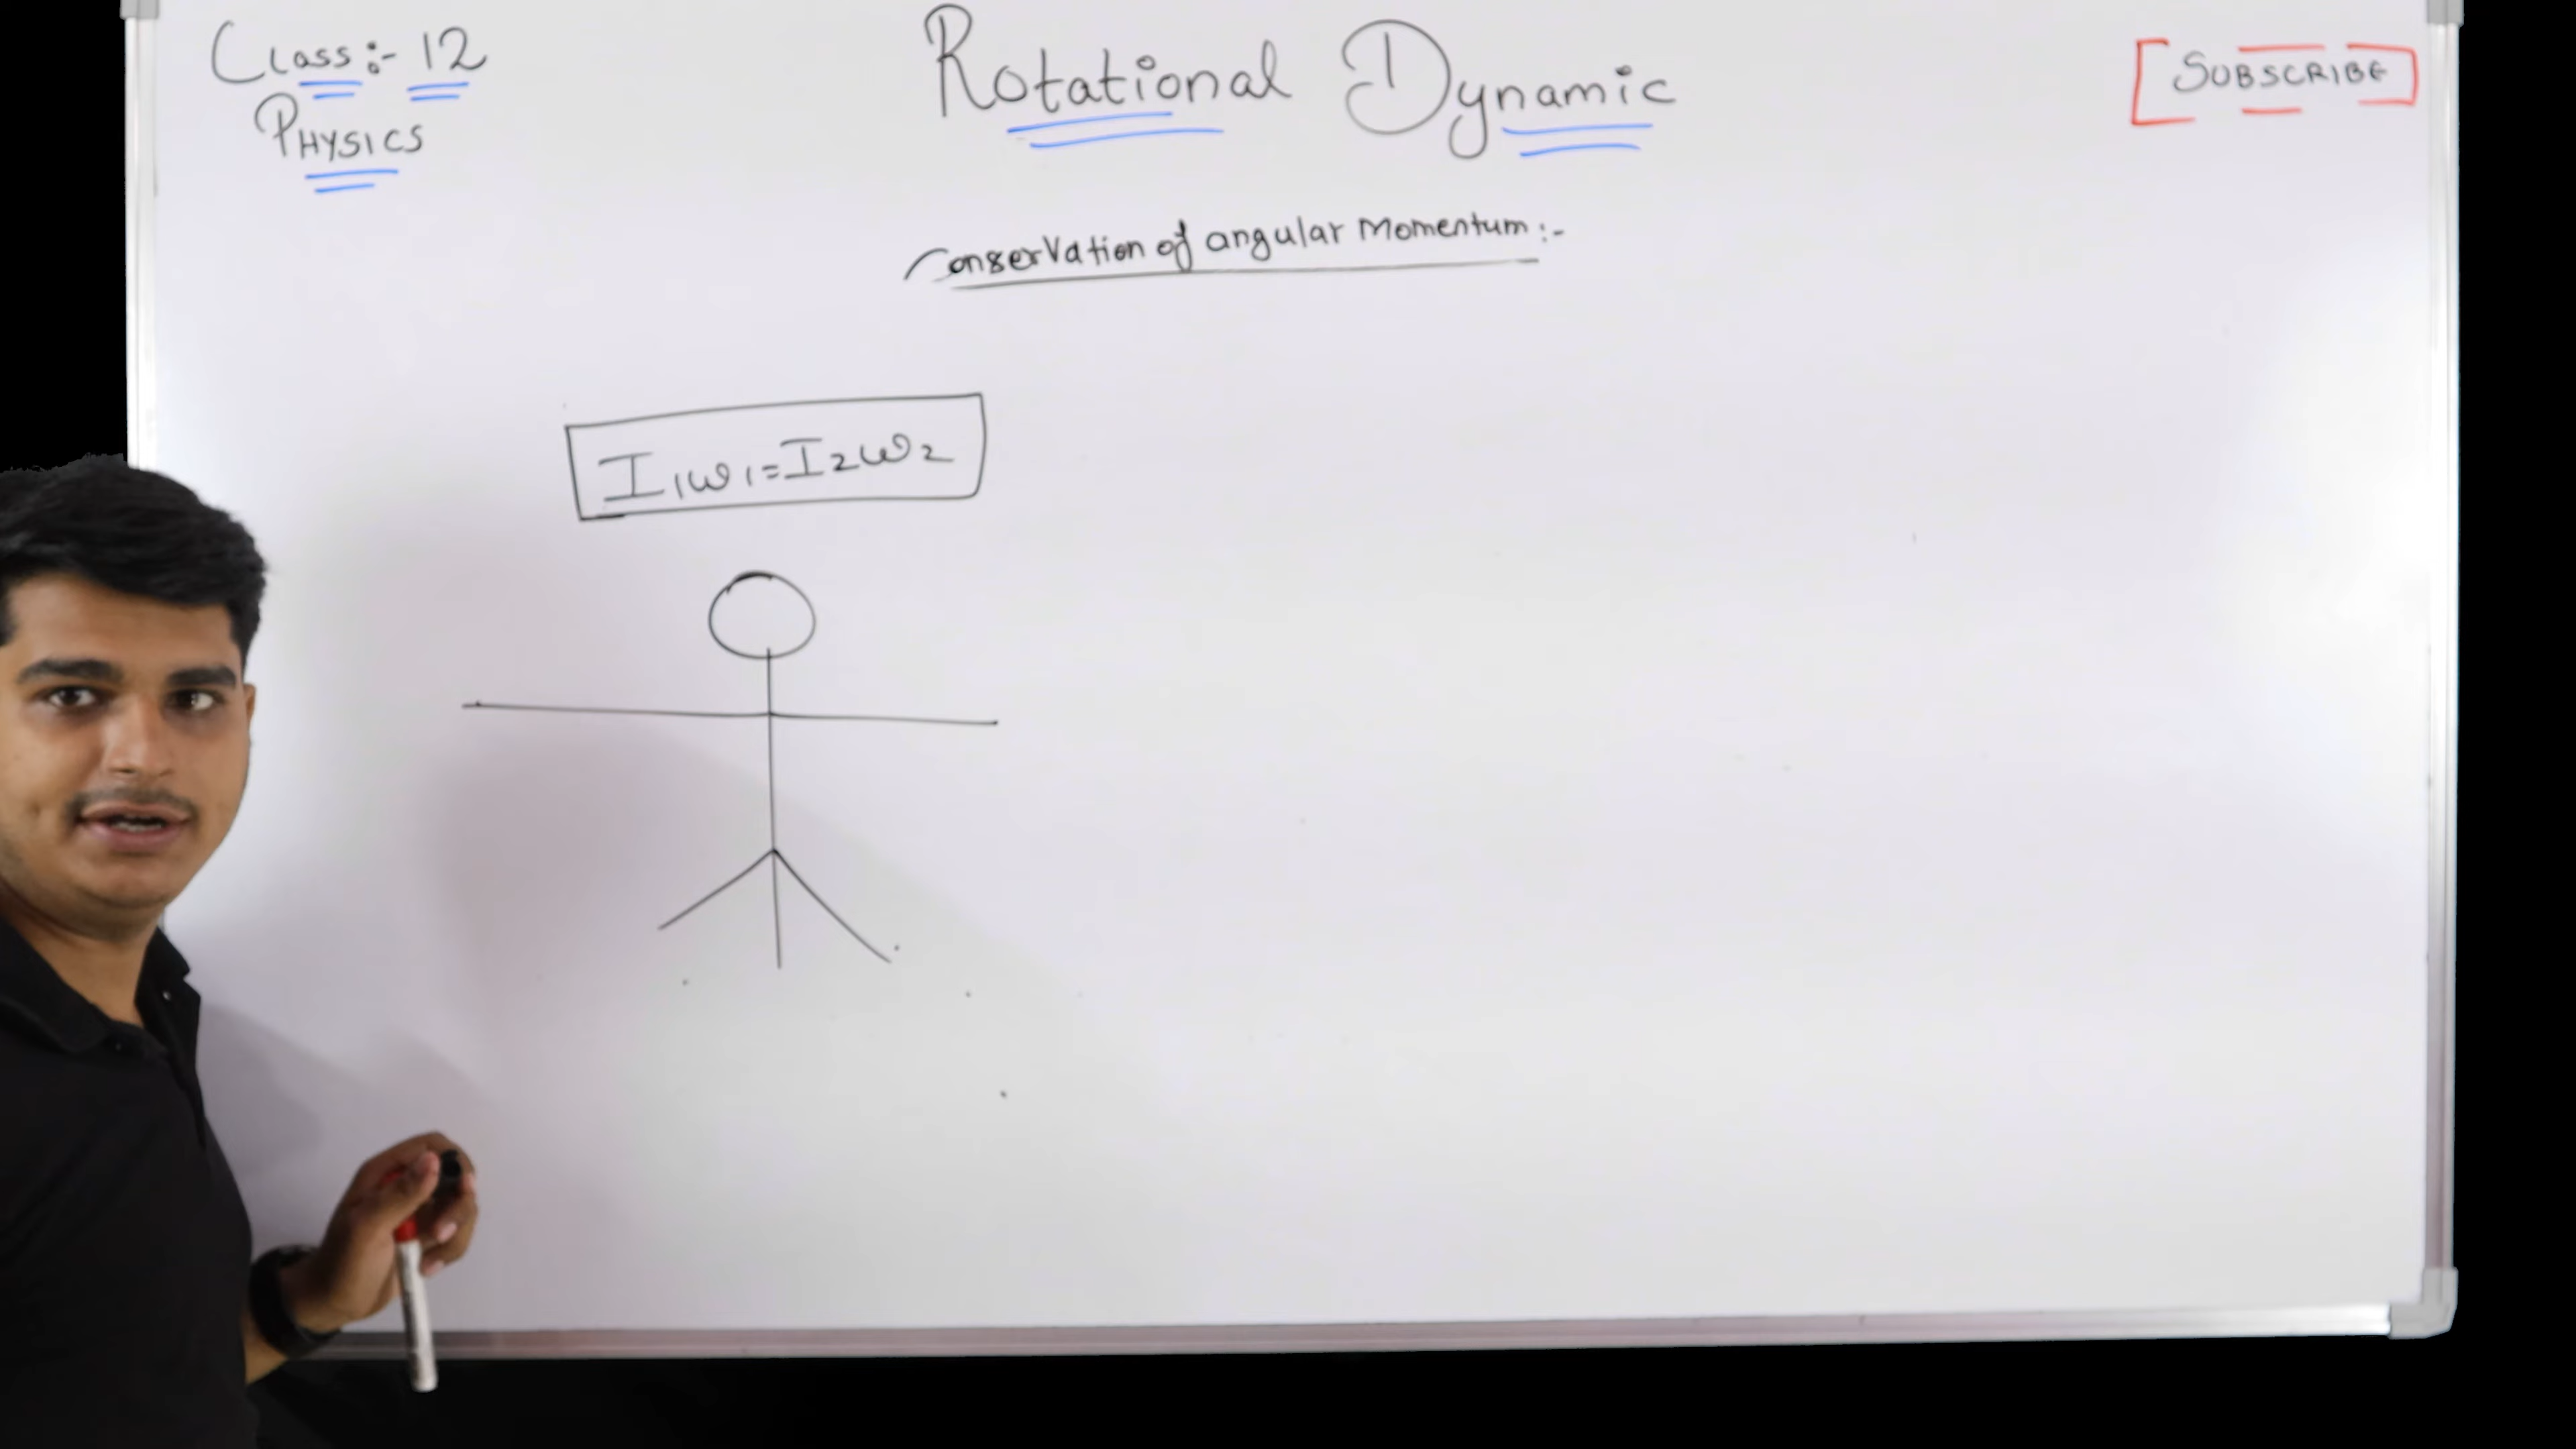 Class:- 12
PHYSICS
Rotational Dynamic
SUBSCRIBE
Conservation of angular Momentum:-
I₁ω₁=I₂ω₂